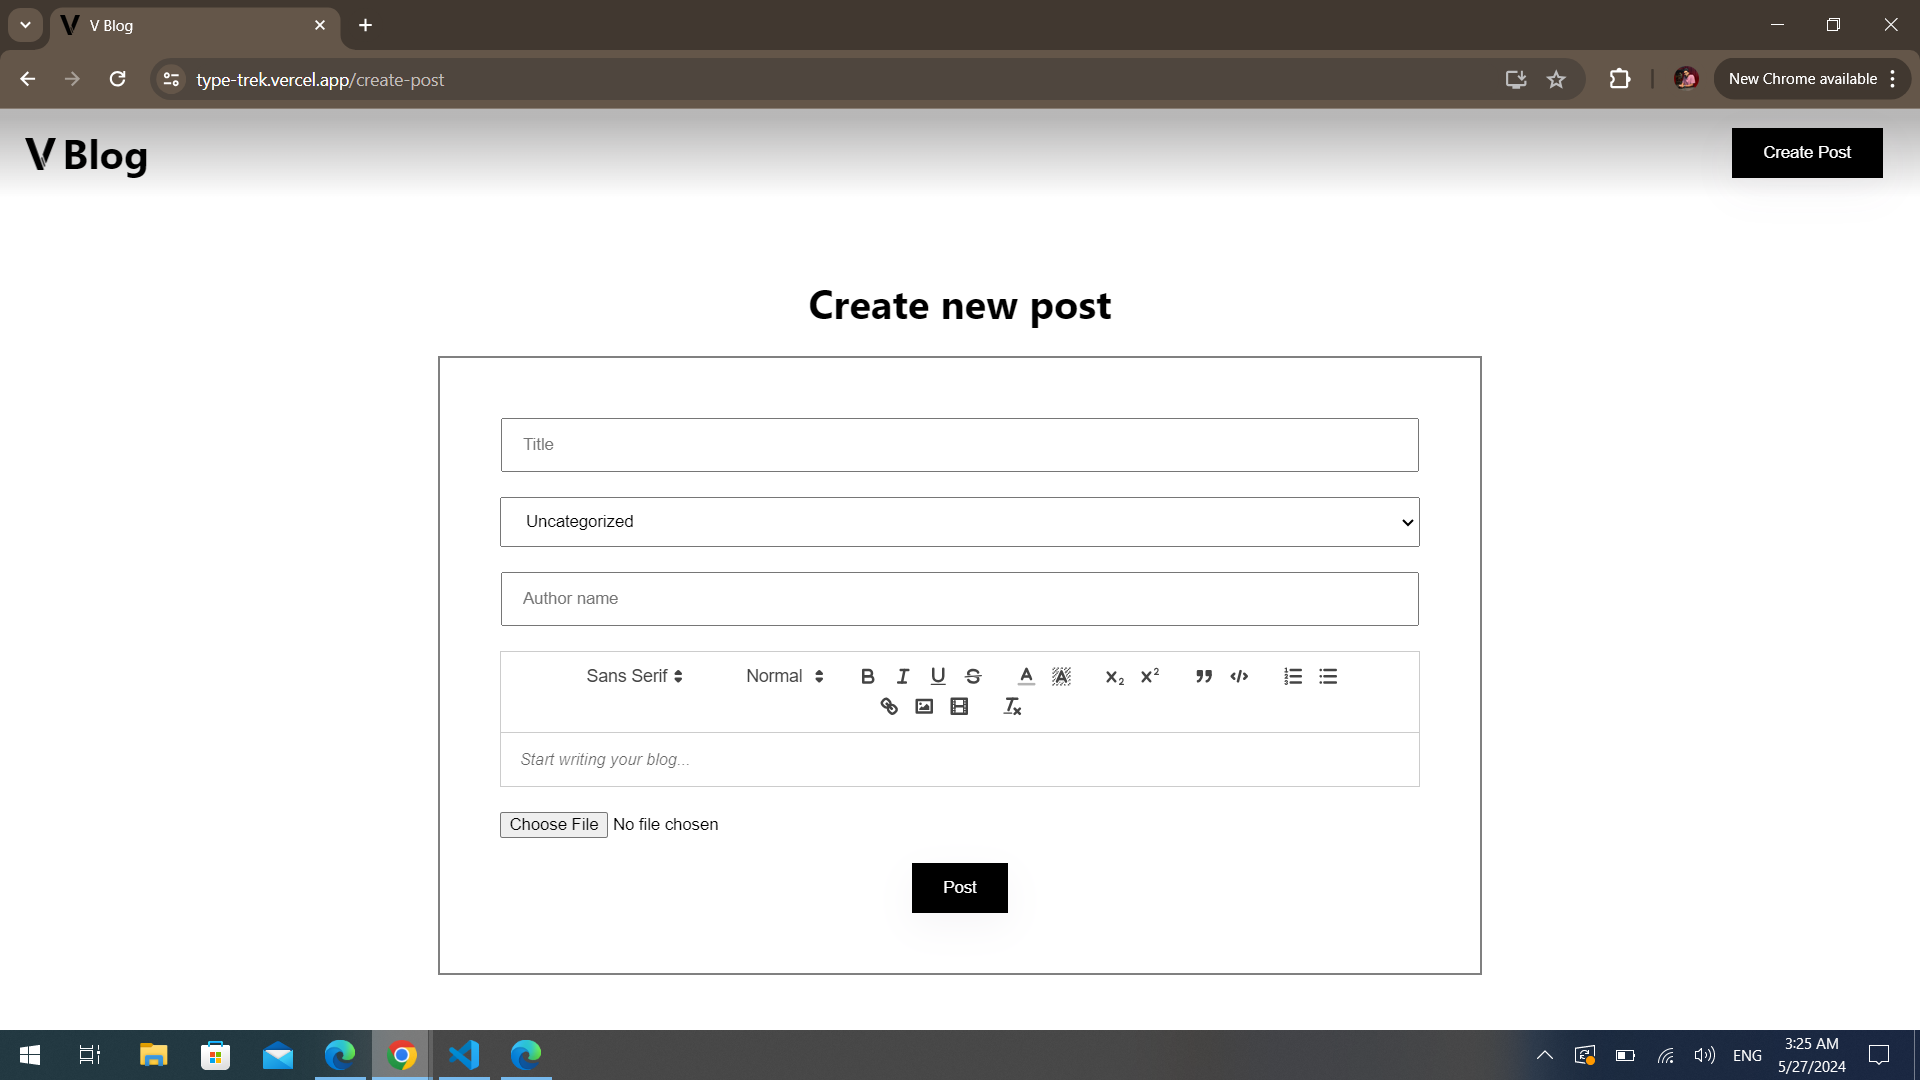 V Blog
type-trek.vercel.app/create-post
New Chrome available
V Blog
Create Post
Create new post
Title
Uncategorized
Author name
Sans Serif Normal B I U S A A x₂ x²
Start writing your blog...
Choose File No file chosen
Post
ENG
3:25 AM
5/27/2024